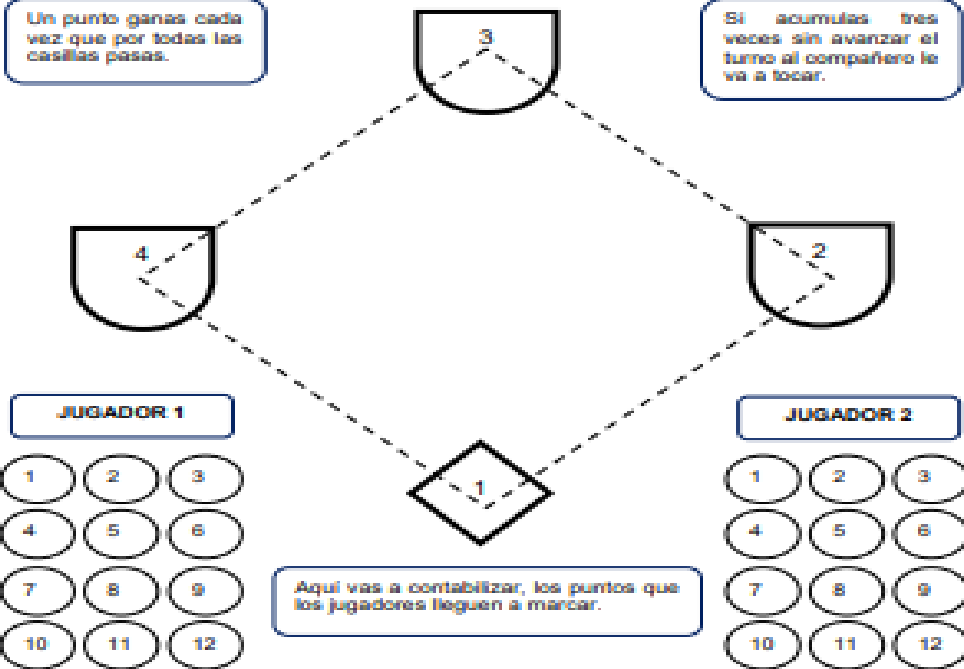 Un punto ganas cada
vez que por todas las
casillas pasas.
3
Si acumulas tres
veces sin avanzar el
turno al compañero le
va a tocar.
4
2
JUGADOR 1
JUGADOR 2
1
1 2 3
4 5 6
7 8 9
10 11 12
1 2 3
4 5 6
7 8 9
10 11 12
Aquí vas a contabilizar, los puntos que
los jugadores lleguen a marcar.